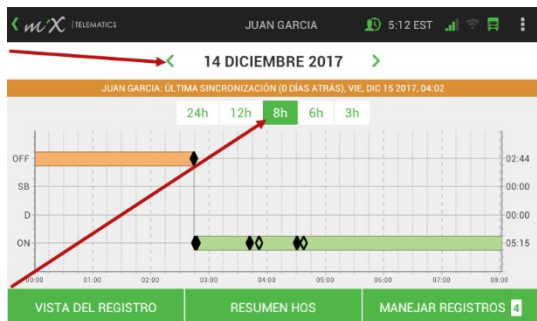 mix TELEMATICS JUAN GARCIA 5:12 EST
14 DICIEMBRE 2017
JUAN GARCIA: ÚLTIMA SINCRONIZACIÓN (0 DÍAS ATRÁS), VIE, DIC 15 2017, 04:02
24h 12h 8h 6h 3h
OFF 02:44
SB 00:00
D 00:00
ON 05:15
00:00 01:00 02:00 03:00 04:00 05:00 06:00 07:00 08:00
VISTA DEL REGISTRO RESUMEN HOS MANEJAR REGISTROS 4